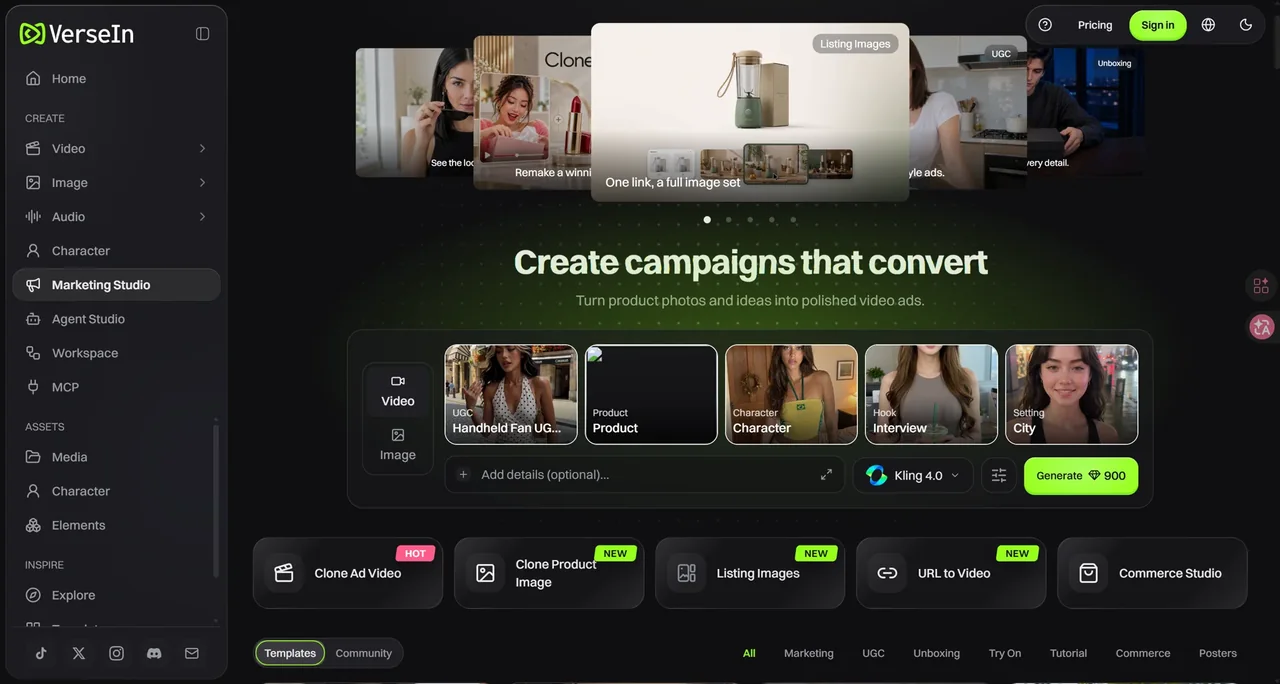 VerseIn
Home
CREATE
Video
Image
Audio
Character
Marketing Studio
Agent Studio
Workspace
MCP
ASSETS
Media
Character
Elements
INSPIRE
Explore
Pricing
Sign in
See the loo
Clone
Remake a winni
Listing Images
One link, a full image set
UGC
yle ads.
Unboxing
very detail.
Create campaigns that convert
Turn product photos and ideas into polished video ads.
Video
Image
UGC
Handheld Fan UG...
Product
Product
Character
Character
Hook
Interview
Setting
City
Add details (optional)...
Kling 4.0
Generate 900
HOT
Clone Ad Video
NEW
Clone Product
Image
NEW
Listing Images
NEW
URL to Video
Commerce Studio
Templates
Community
All
Marketing
UGC
Unboxing
Try On
Tutorial
Commerce
Posters